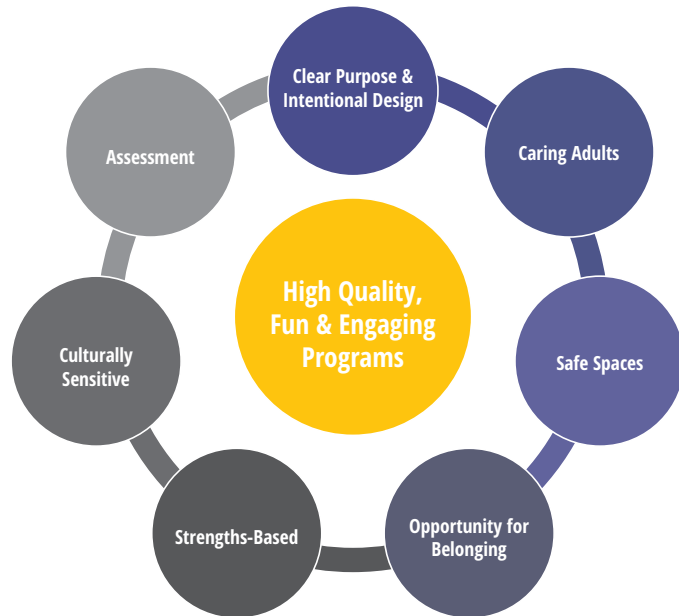 Clear Purpose &
Intentional Design
Caring Adults
Safe Spaces
Opportunity for
Belonging
Strengths-Based
Culturally
Sensitive
Assessment
High Quality,
Fun & Engaging
Programs